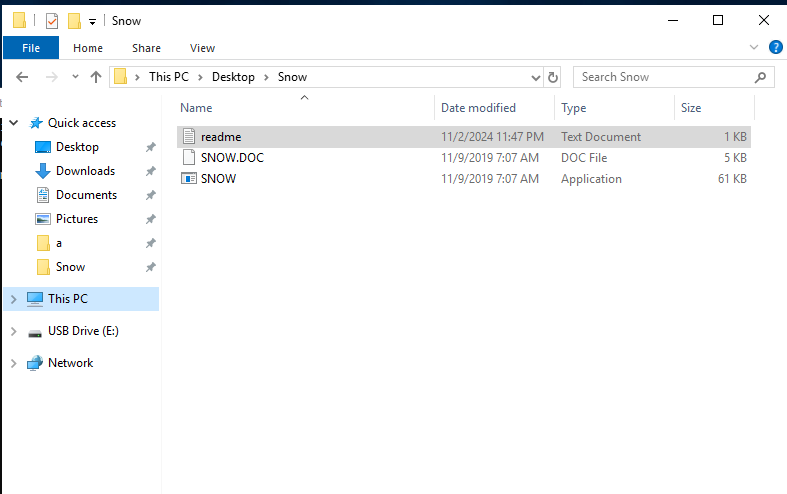 Snow
File Home Share View
This PC Desktop Snow Search Snow
Name Date modified Type Size
Quick access
Desktop
Downloads
Documents
Pictures
a
Snow
This PC
USB Drive (E:)
Network
readme 11/2/2024 11:47 PM Text Document 1 KB
SNOW.DOC 11/9/2019 7:07 AM DOC File 5 KB
SNOW 11/9/2019 7:07 AM Application 61 KB